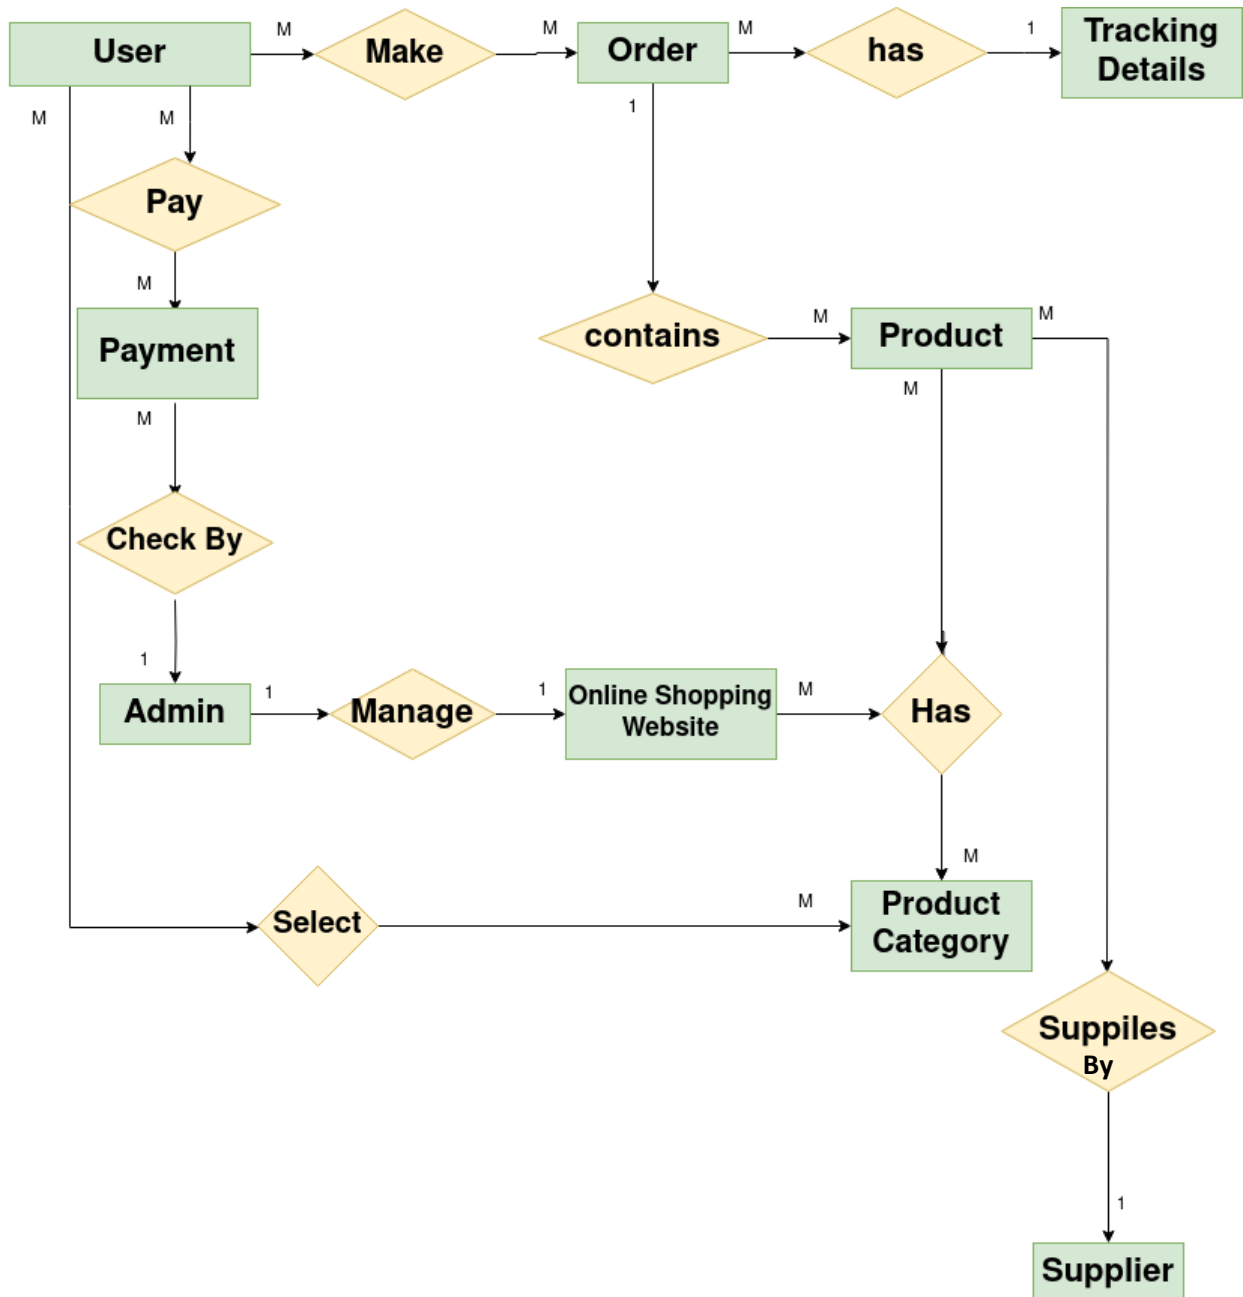 User
M
Make
M
Order
M
has
1
Tracking
Details
M
M
1
Pay
M
Payment
contains
M
Product
M
M
M
Check By
1
Admin
1
Manage
1
Online Shopping
Website
M
Has
M
Select
M
Product
Category
Suppiles
By
1
Supplier